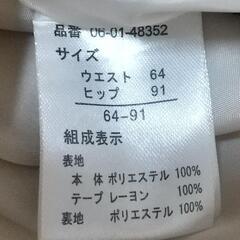 品番 06-01-48352
サイズ
ウエスト 64
ヒップ 91
64-91
組成表示
表地
本 体 ポリエステル 100%
テープ レーヨン 100%
裏地 ポリエステル 100%